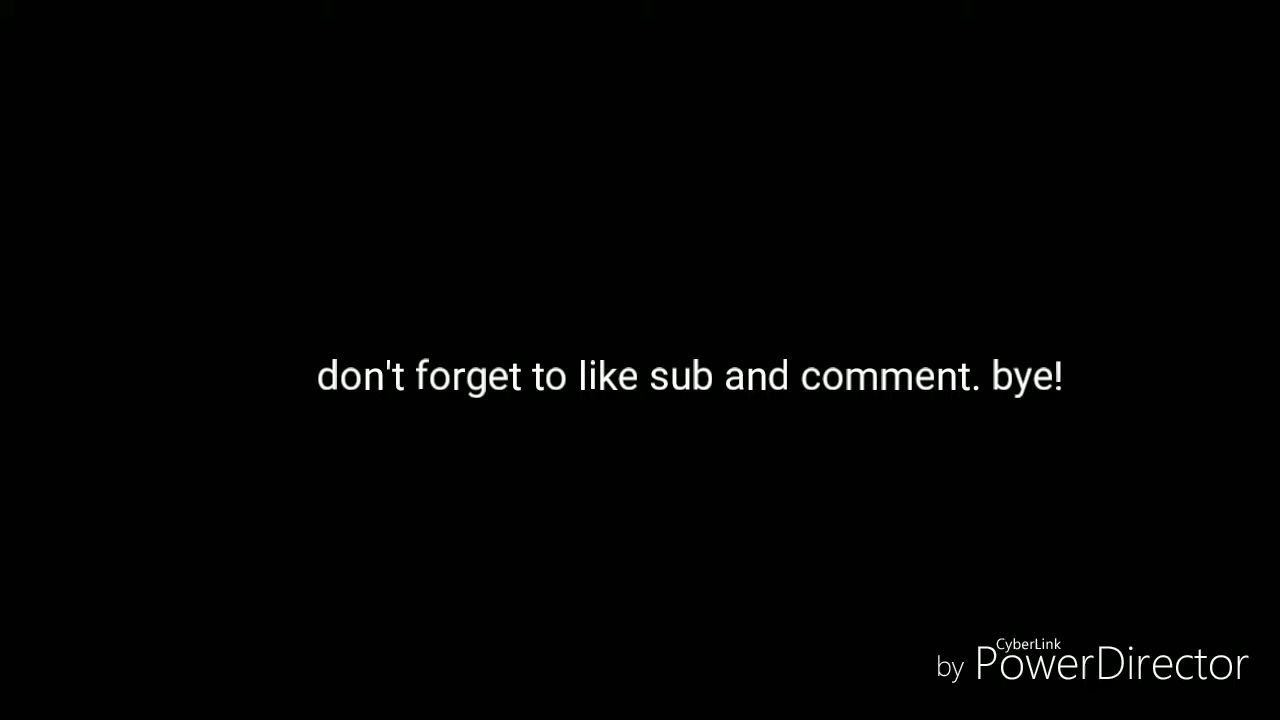 don't forget to like sub and comment. bye!
CyberLink
by PowerDirector